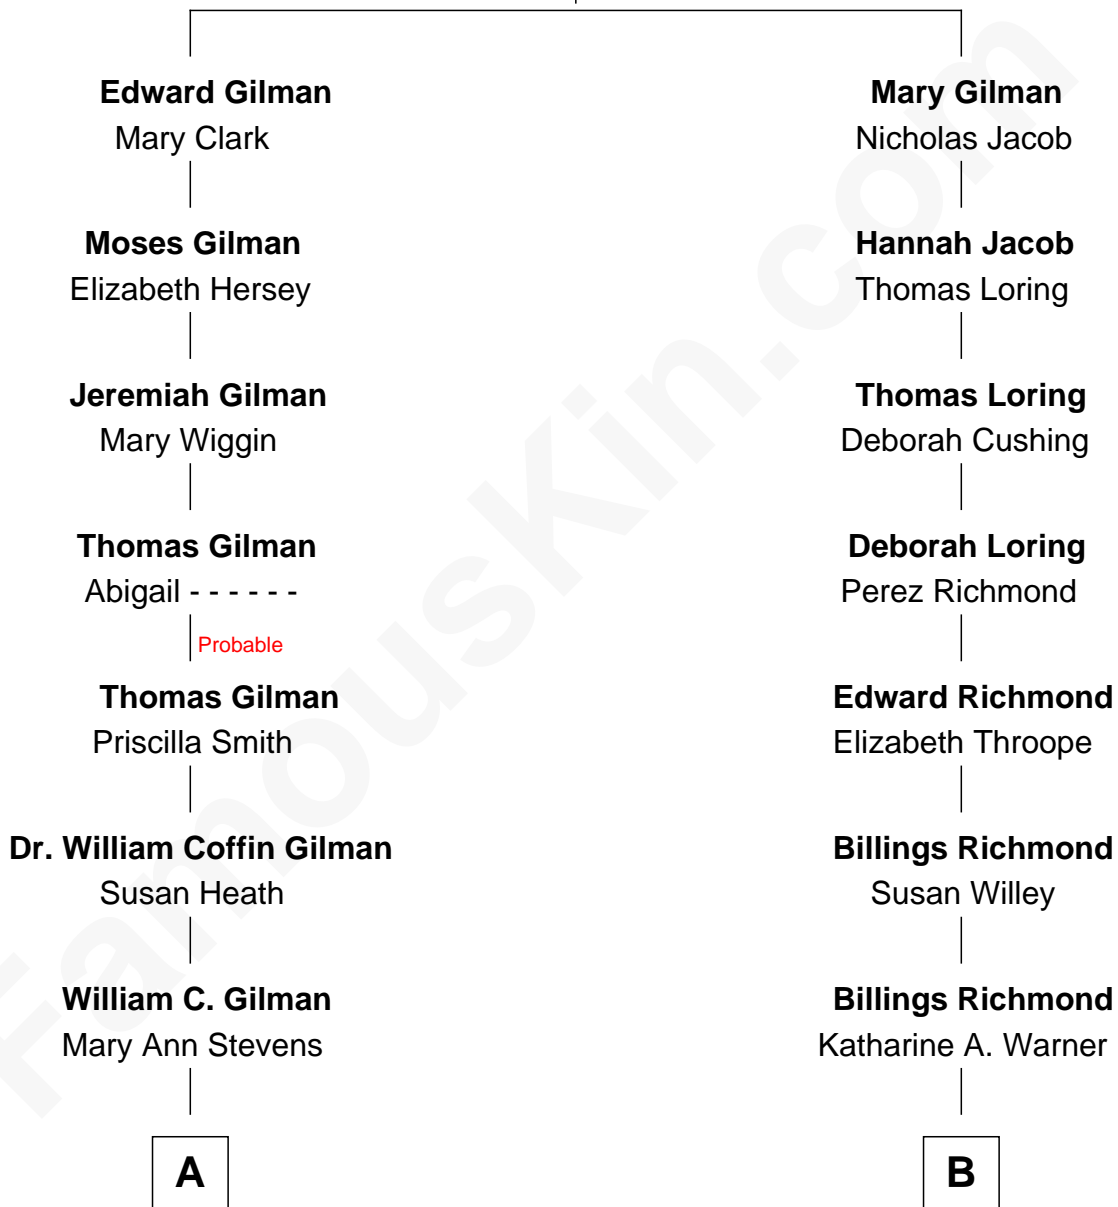 Edward Gilman
Mary Clark
Moses Gilman
Elizabeth Hersey
Jeremiah Gilman
Mary Wiggin
Thomas Gilman
Abigail - - - - - -
Probable
Thomas Gilman
Priscilla Smith
Dr. William Coffin Gilman
Susan Heath
William C. Gilman
Mary Ann Stevens
A
Mary Gilman
Nicholas Jacob
Hannah Jacob
Thomas Loring
Thomas Loring
Deborah Cushing
Deborah Loring
Perez Richmond
Edward Richmond
Elizabeth Throope
Billings Richmond
Susan Willey
Billings Richmond
Katharine A. Warner
B
FamousKin.com